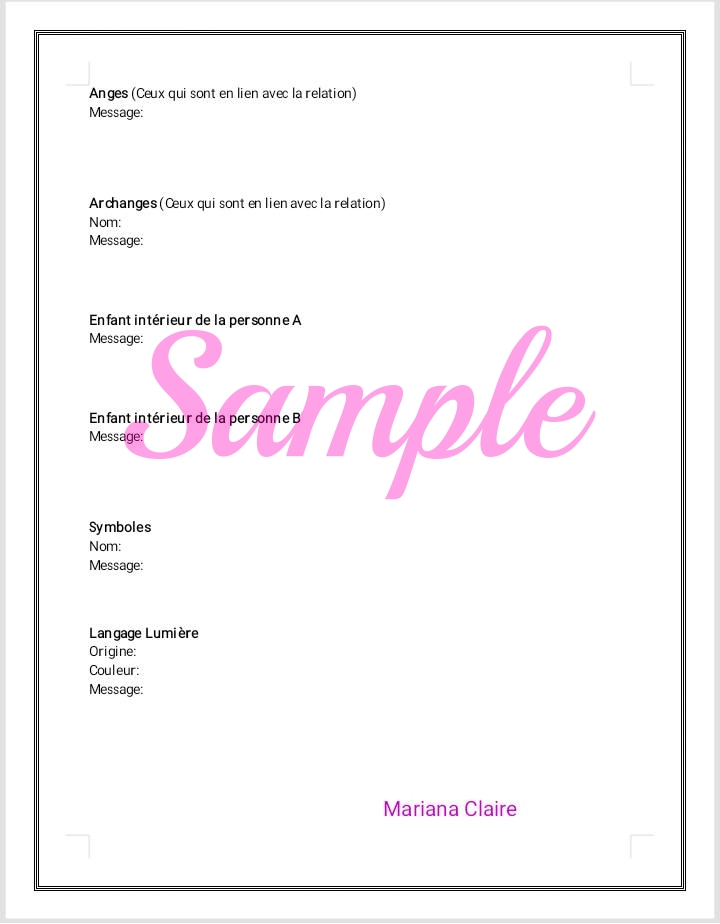 Anges (Ceux qui sont en lien avec la relation)
Message:
Archanges (Ceux qui sont en lien avec la relation)
Nom:
Message:
Enfant intérieur de la personne A
Message:
Sample
Enfant intérieur de la personne B
Message:
Symboles
Nom:
Message:
Langage Lumière
Origine:
Couleur:
Message:
Mariana Claire